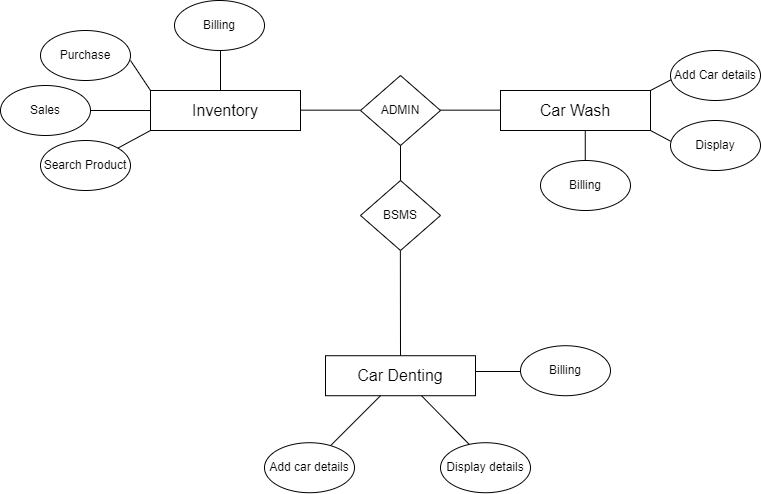 Billing
Purchase
Add Car details
Sales
Inventory
ADMIN
Car Wash
Display
Search Product
Billing
BSMS
Car Denting
Billing
Add car details
Display details